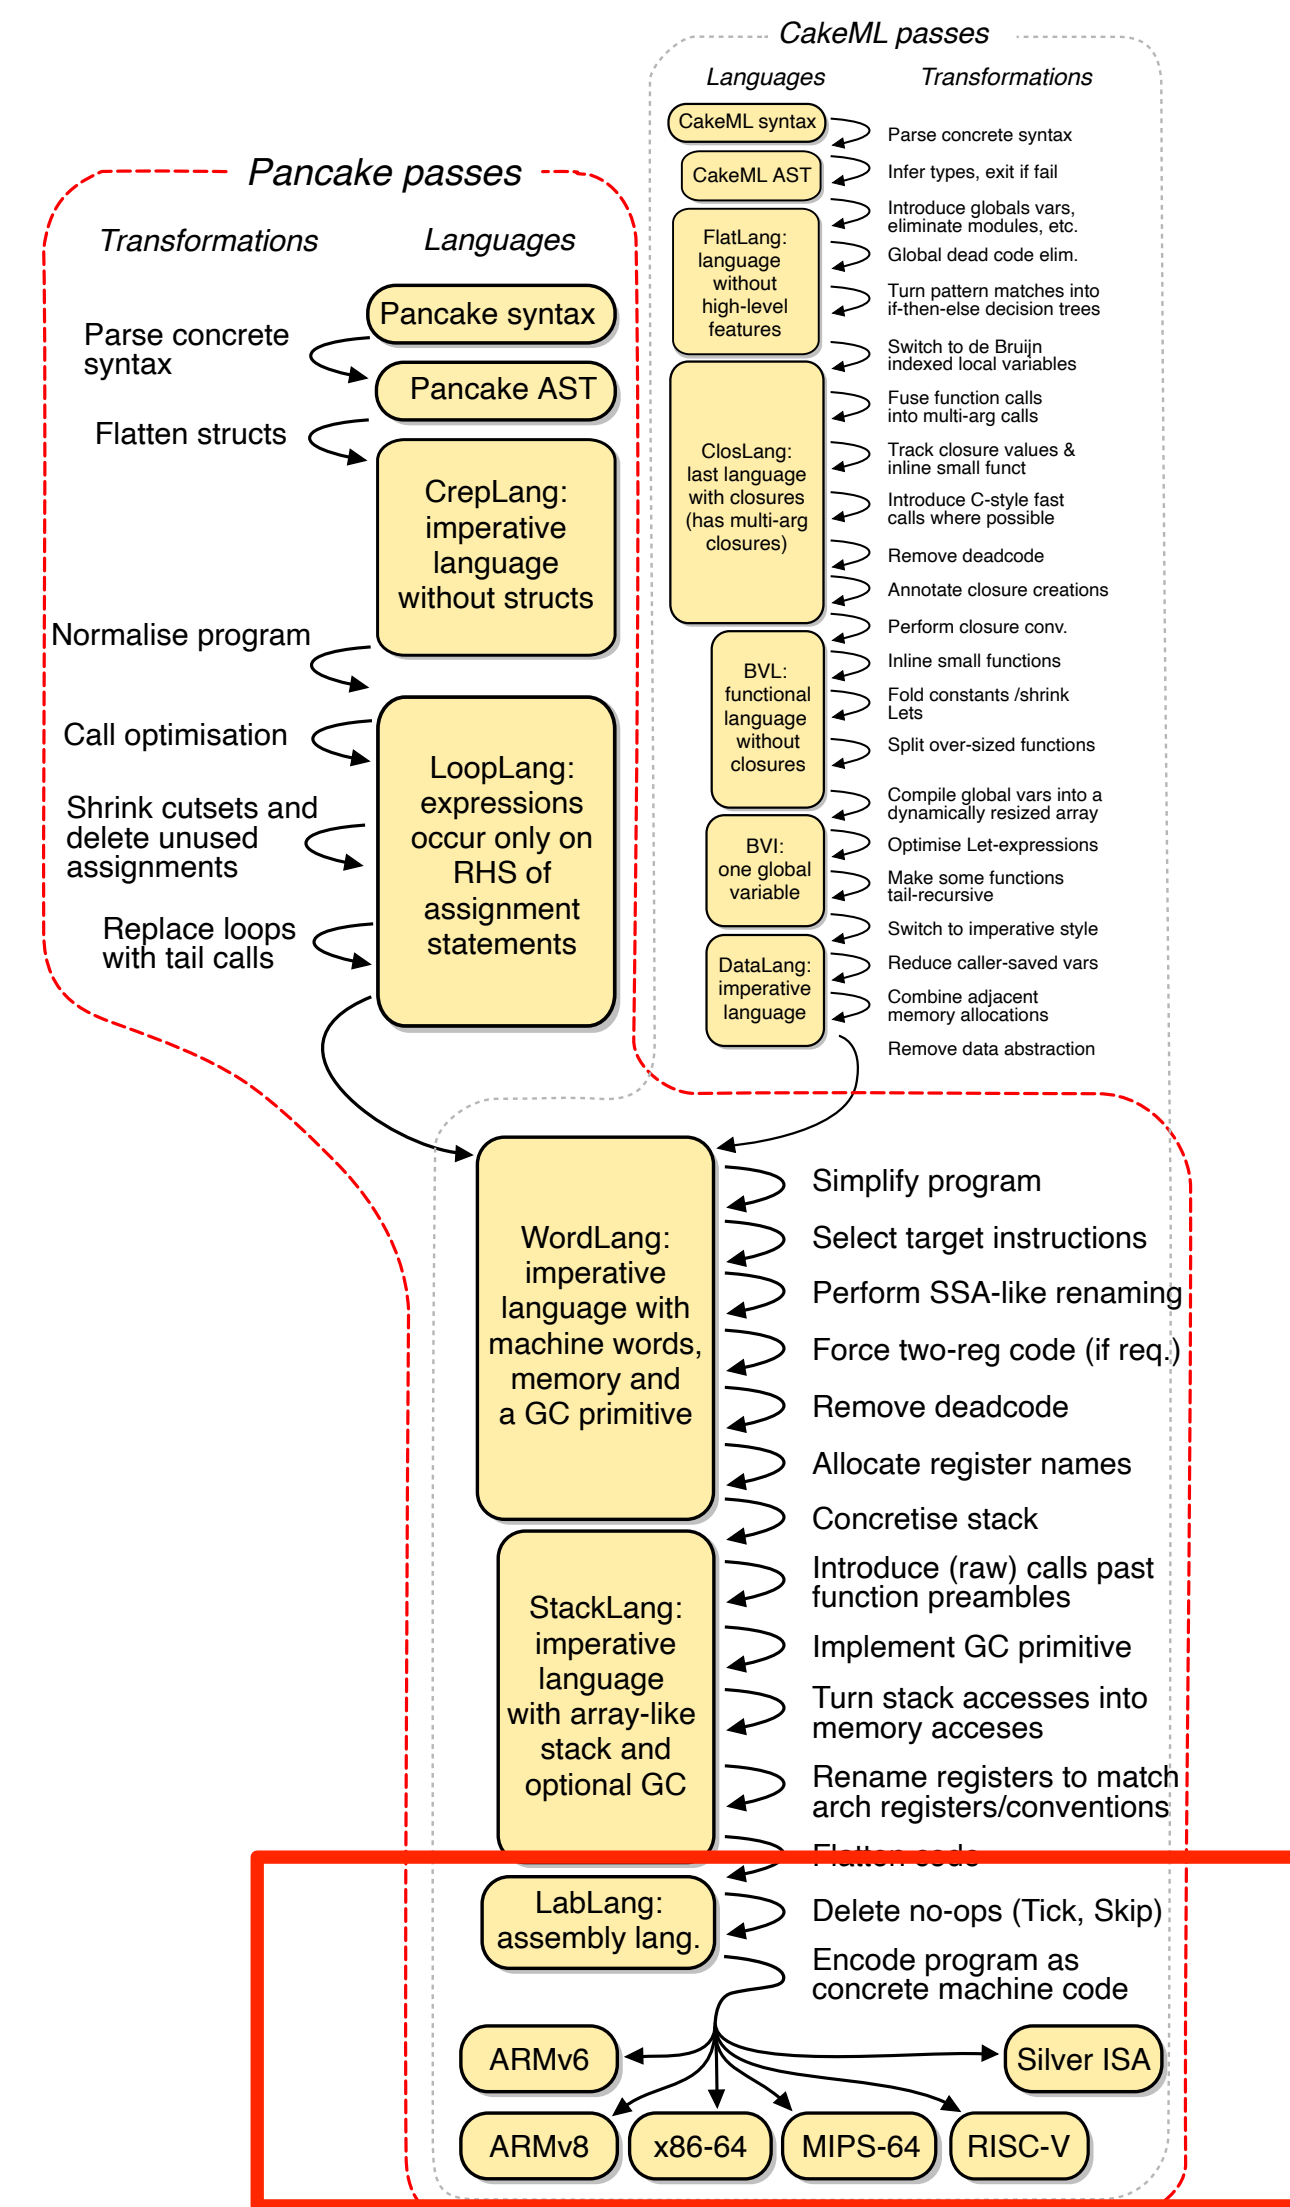 CakeML passes
Languages
Transformations
CakeML syntax
Parse concrete syntax
CakeML AST
Infer types, exit if fail
Introduce globals vars,
eliminate modules, etc.
FlatLang:
language
without
high-level
features
Global dead code elim.
Turn pattern matches into
if-then-else decision trees
Switch to de Bruijn
indexed local variables
ClosLang:
last language
with closures
(has multi-arg
closures)
Fuse function calls
into multi-arg calls
Track closure values &
inline small funct
Introduce C-style fast
calls where possible
Remove deadcode
Annotate closure creations
Perform closure conv.
BVL:
functional
language
without
closures
Inline small functions
Fold constants /shrink
Lets
Split over-sized functions
Compile global vars into a
dynamically resized array
BVI:
one global
variable
Optimise Let-expressions
Make some functions
tail-recursive
Switch to imperative style
DataLang:
imperative
language
Reduce caller-saved vars
Combine adjacent
memory allocations
Remove data abstraction
Pancake passes
Transformations
Languages
Pancake syntax
Parse concrete
syntax
Pancake AST
Flatten structs
CrepLang:
imperative
language
without structs
Normalise program
Call optimisation
LoopLang:
expressions
occur only on
RHS of
assignment
statements
Shrink cutsets and
delete unused
assignments
Replace loops
with tail calls
WordLang:
imperative
language with
machine words,
memory and
a GC primitive
Simplify program
Select target instructions
Perform SSA-like renaming
Force two-reg code (if req.)
Remove deadcode
Allocate register names
Concretise stack
StackLang:
imperative
language
with array-like
stack and
optional GC
Introduce (raw) calls past
function preambles
Implement GC primitive
Turn stack accesses into
memory acceses
Rename registers to match
arch registers/conventions
Flatten code
LabLang:
assembly lang.
Delete no-ops (Tick, Skip)
Encode program as
concrete machine code
ARMv6
Silver ISA
ARMv8
x86-64
MIPS-64
RISC-V